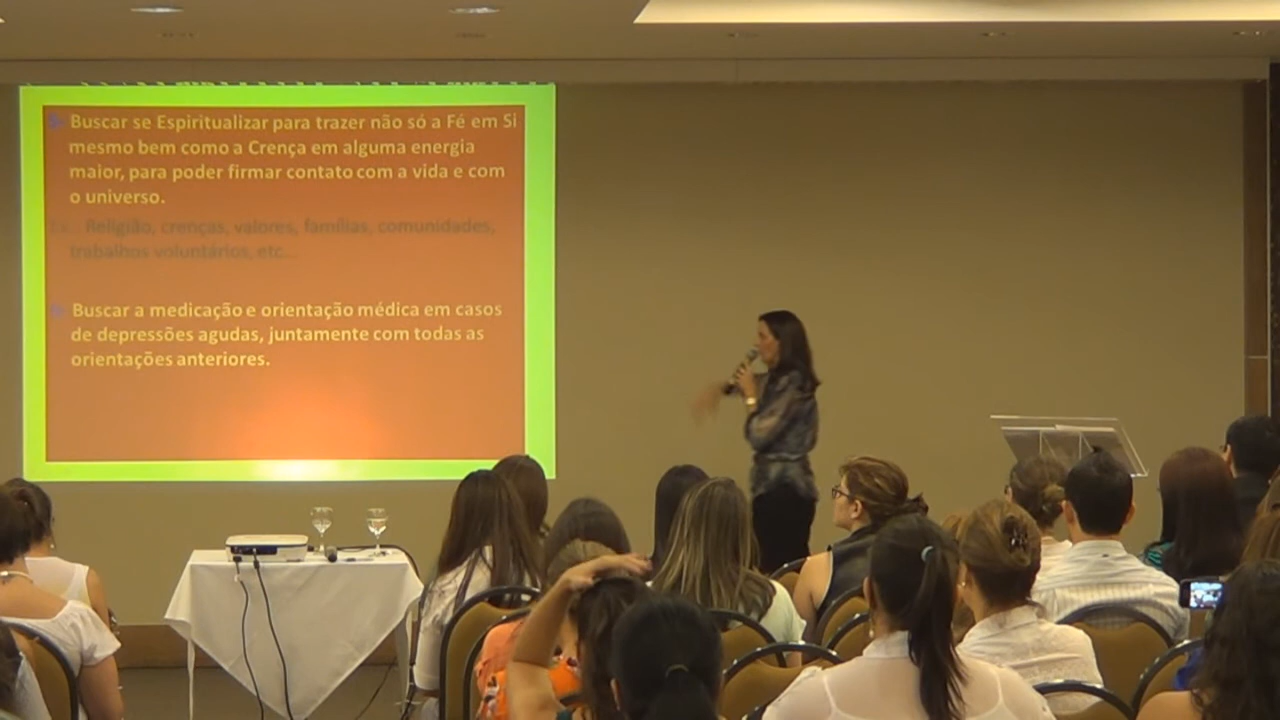 Buscar se Espiritualizar para trazer não só a Fé em Si
mesmo bem como a Crença em alguma energia
maior, para poder firmar contato com a vida e com
o universo.
Religião, crenças, valores, famílias, comunidades,
trabalhos voluntários, etc...
Buscar a medicação e orientação médica em casos
de depressões agudas, juntamente com todas as
orientações anteriores.